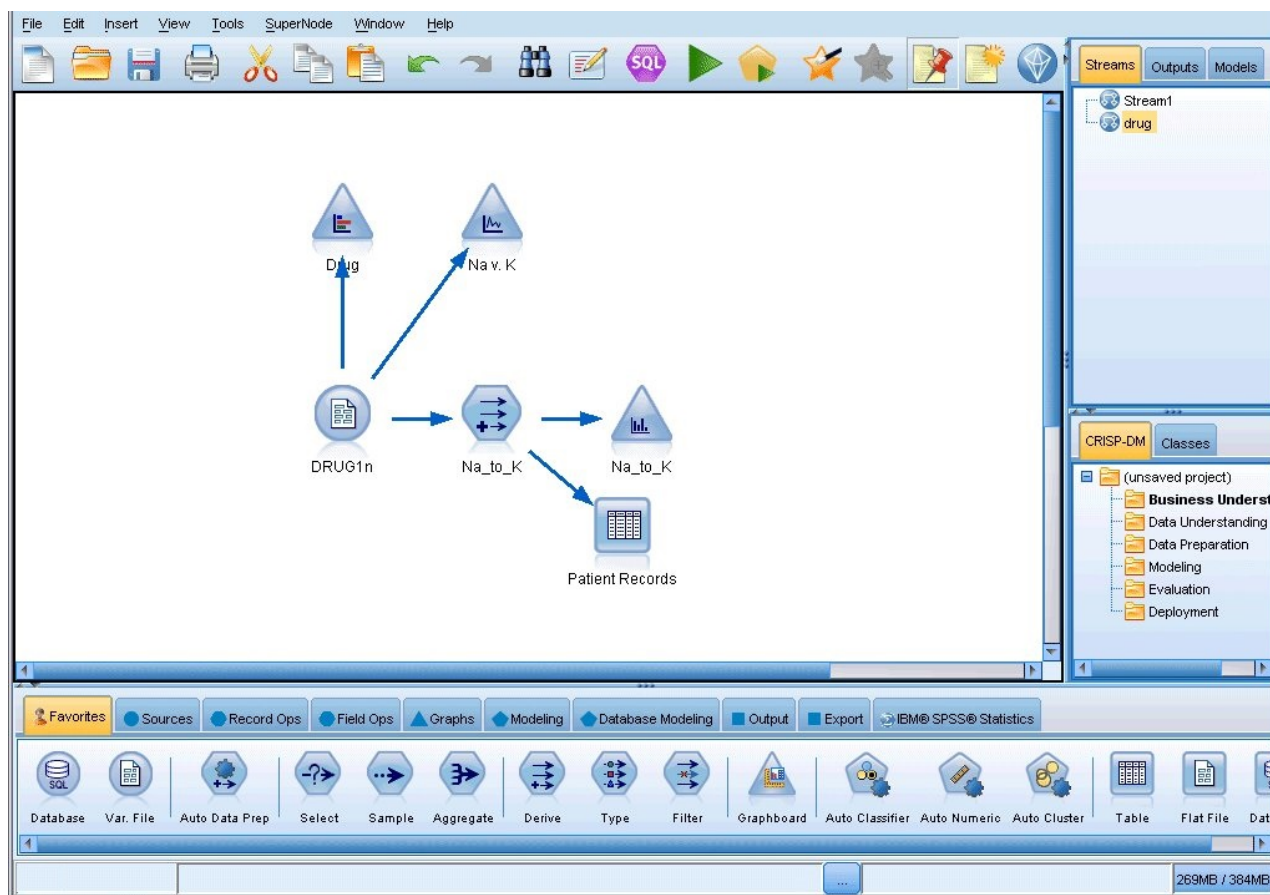 File Edit Insert View Tools SuperNode Window Help
SQL
Streams Outputs Models
Stream1
drug
Drug
Na v. K
DRUG1n
Na_to_K
Na_to_K
Patient Records
CRISP-DM Classes
(unsaved project)
Business Underst
Data Understanding
Data Preparation
Modeling
Evaluation
Deployment
Favorites Sources Record Ops Field Ops Graphs Modeling Database Modeling Output Export IBM® SPSS® Statistics
SQL
Database Var. File Auto Data Prep Select Sample Aggregate Derive Type Filter Graphboard Auto Classifier Auto Numeric Auto Cluster Table Flat File Dat
...
269MB / 384MB